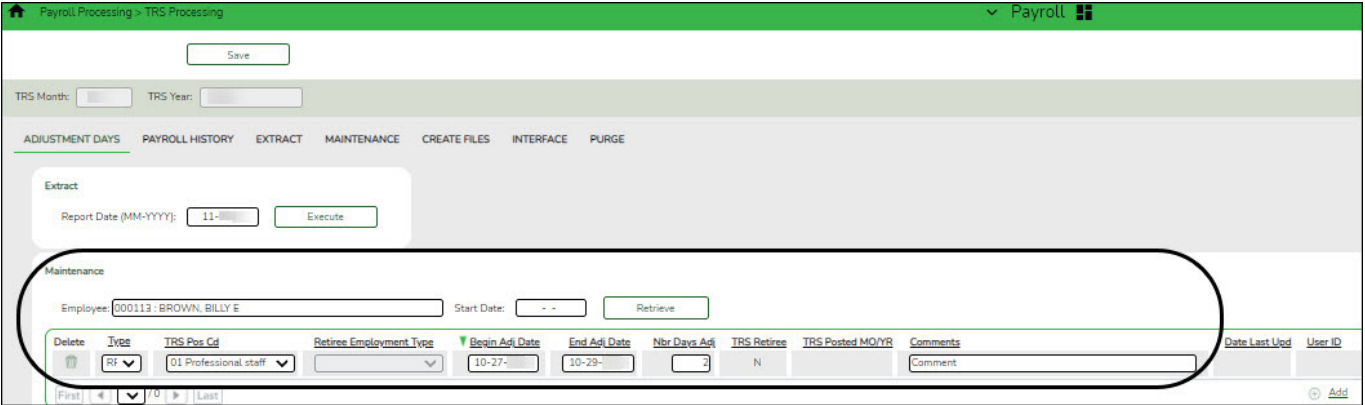 Payroll Processing > TRS Processing Payroll
Save
TRS Month: TRS Year:
ADJUSTMENT DAYS PAYROLL HISTORY EXTRACT MAINTENANCE CREATE FILES INTERFACE PURGE
Extract
Report Date (MM-YYYY): 11- Execute
Maintenance
Employee: 000113 : BROWN, BILLY E Start Date: - - Retrieve
Delete Type TRS Pos Cd Retiree Employment Type Begin Adj Date End Adj Date Nbr Days Adj TRS Retiree TRS Posted MO/YR Comments Date Last Upd User ID
01 Professional staff 10-27- 10-29- 2 N Comment
First / 0 Last Add